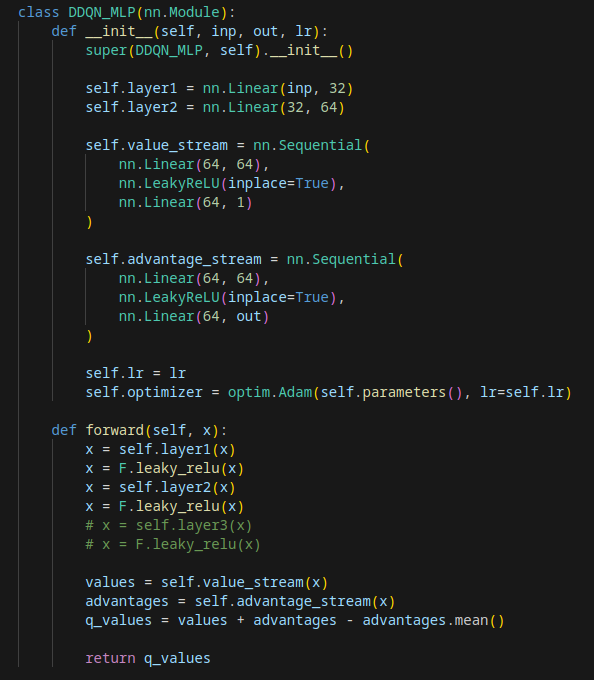 class DDQN_MLP(nn.Module):
    def __init__(self, inp, out, lr):
        super(DDQN_MLP, self).__init__()

        self.layer1 = nn.Linear(inp, 32)
        self.layer2 = nn.Linear(32, 64)

        self.value_stream = nn.Sequential(
            nn.Linear(64, 64),
            nn.LeakyReLU(inplace=True),
            nn.Linear(64, 1)
        )

        self.advantage_stream = nn.Sequential(
            nn.Linear(64, 64),
            nn.LeakyReLU(inplace=True),
            nn.Linear(64, out)
        )

        self.lr = lr
        self.optimizer = optim.Adam(self.parameters(), lr=self.lr)

    def forward(self, x):
        x = self.layer1(x)
        x = F.leaky_relu(x)
        x = self.layer2(x)
        x = F.leaky_relu(x)
        # x = self.layer3(x)
        # x = F.leaky_relu(x)

        values = self.value_stream(x)
        advantages = self.advantage_stream(x)
        q_values = values + advantages - advantages.mean()

        return q_values